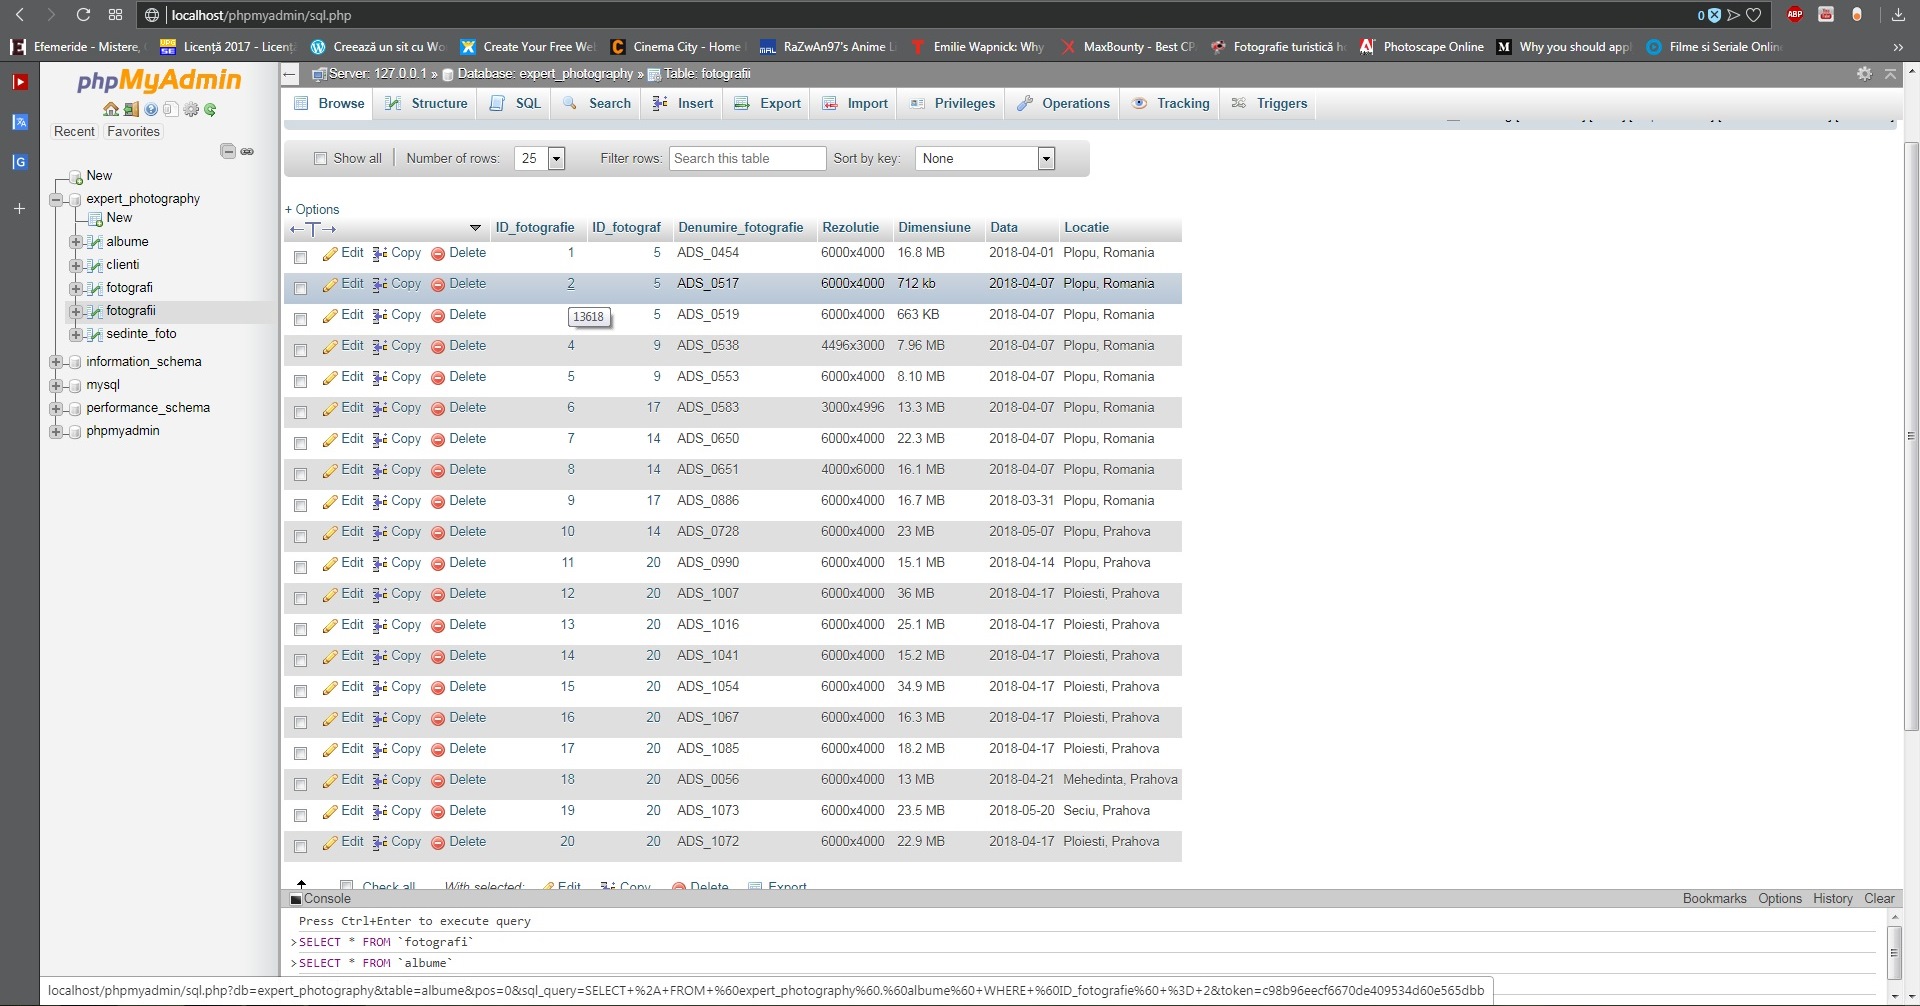 localhost/phpmyadmin/sql.php
0
ABP
Efemeride - Mistere,
Licență 2017 - Licenț
Creează un sit cu Wo
Create Your Free We
Cinema City - Home
RaZwAn97's Anime Li
Emilie Wapnick: Why
MaxBounty - Best CP
Fotografie turistică h
Photoscape Online
Why you should app
Filme si Seriale Onlin
phpMyAdmin
Recent Favorites
New
expert_photography
New
albume
clienti
fotografi
fotografii
sedinte_foto
information_schema
mysql
performance_schema
phpmyadmin
Server: 127.0.0.1 » Database: expert_photography » Table: fotografii
Browse Structure SQL Search Insert Export Import Privileges Operations Tracking Triggers
Show all Number of rows: 25 Filter rows: Search this table Sort by key: None
+ Options
←T→ ID_fotografie ID_fotograf Denumire_fotografie Rezolutie Dimensiune Data Locatie
Edit Copy Delete 1 5 ADS_0454 6000x4000 16.8 MB 2018-04-01 Plopu, Romania
Edit Copy Delete 2 5 ADS_0517 6000x4000 712 kb 2018-04-07 Plopu, Romania
Edit Copy Delete 5 ADS_0519 6000x4000 663 KB 2018-04-07 Plopu, Romania
13618
Edit Copy Delete 4 9 ADS_0538 4496x3000 7.96 MB 2018-04-07 Plopu, Romania
Edit Copy Delete 5 9 ADS_0553 6000x4000 8.10 MB 2018-04-07 Plopu, Romania
Edit Copy Delete 6 17 ADS_0583 3000x4996 13.3 MB 2018-04-07 Plopu, Romania
Edit Copy Delete 7 14 ADS_0650 6000x4000 22.3 MB 2018-04-07 Plopu, Romania
Edit Copy Delete 8 14 ADS_0651 4000x6000 16.1 MB 2018-04-07 Plopu, Romania
Edit Copy Delete 9 17 ADS_0886 6000x4000 16.7 MB 2018-03-31 Plopu, Romania
Edit Copy Delete 10 14 ADS_0728 6000x4000 23 MB 2018-05-07 Plopu, Prahova
Edit Copy Delete 11 20 ADS_0990 6000x4000 15.1 MB 2018-04-14 Plopu, Prahova
Edit Copy Delete 12 20 ADS_1007 6000x4000 36 MB 2018-04-17 Ploiesti, Prahova
Edit Copy Delete 13 20 ADS_1016 6000x4000 25.1 MB 2018-04-17 Ploiesti, Prahova
Edit Copy Delete 14 20 ADS_1041 6000x4000 15.2 MB 2018-04-17 Ploiesti, Prahova
Edit Copy Delete 15 20 ADS_1054 6000x4000 34.9 MB 2018-04-17 Ploiesti, Prahova
Edit Copy Delete 16 20 ADS_1067 6000x4000 16.3 MB 2018-04-17 Ploiesti, Prahova
Edit Copy Delete 17 20 ADS_1085 6000x4000 18.2 MB 2018-04-17 Ploiesti, Prahova
Edit Copy Delete 18 20 ADS_0056 6000x4000 13 MB 2018-04-21 Mehedinta, Prahova
Edit Copy Delete 19 20 ADS_1073 6000x4000 23.5 MB 2018-05-20 Seciu, Prahova
Edit Copy Delete 20 20 ADS_1072 6000x4000 22.9 MB 2018-04-17 Ploiesti, Prahova
Check all With selected: Edit Copy Delete Export
Console Bookmarks Options History Clear
Press Ctrl+Enter to execute query
>SELECT * FROM `fotografi`
>SELECT * FROM `albume`
localhost/phpmyadmin/sql.php?db=expert_photography&table=albume&pos=0&sql_query=SELECT+%2A+FROM+%60expert_photography%60.%60albume%60+WHERE+%60ID_fotografie%60+%3D+2&token=c98b96eecf6670de409534d60e565dbb